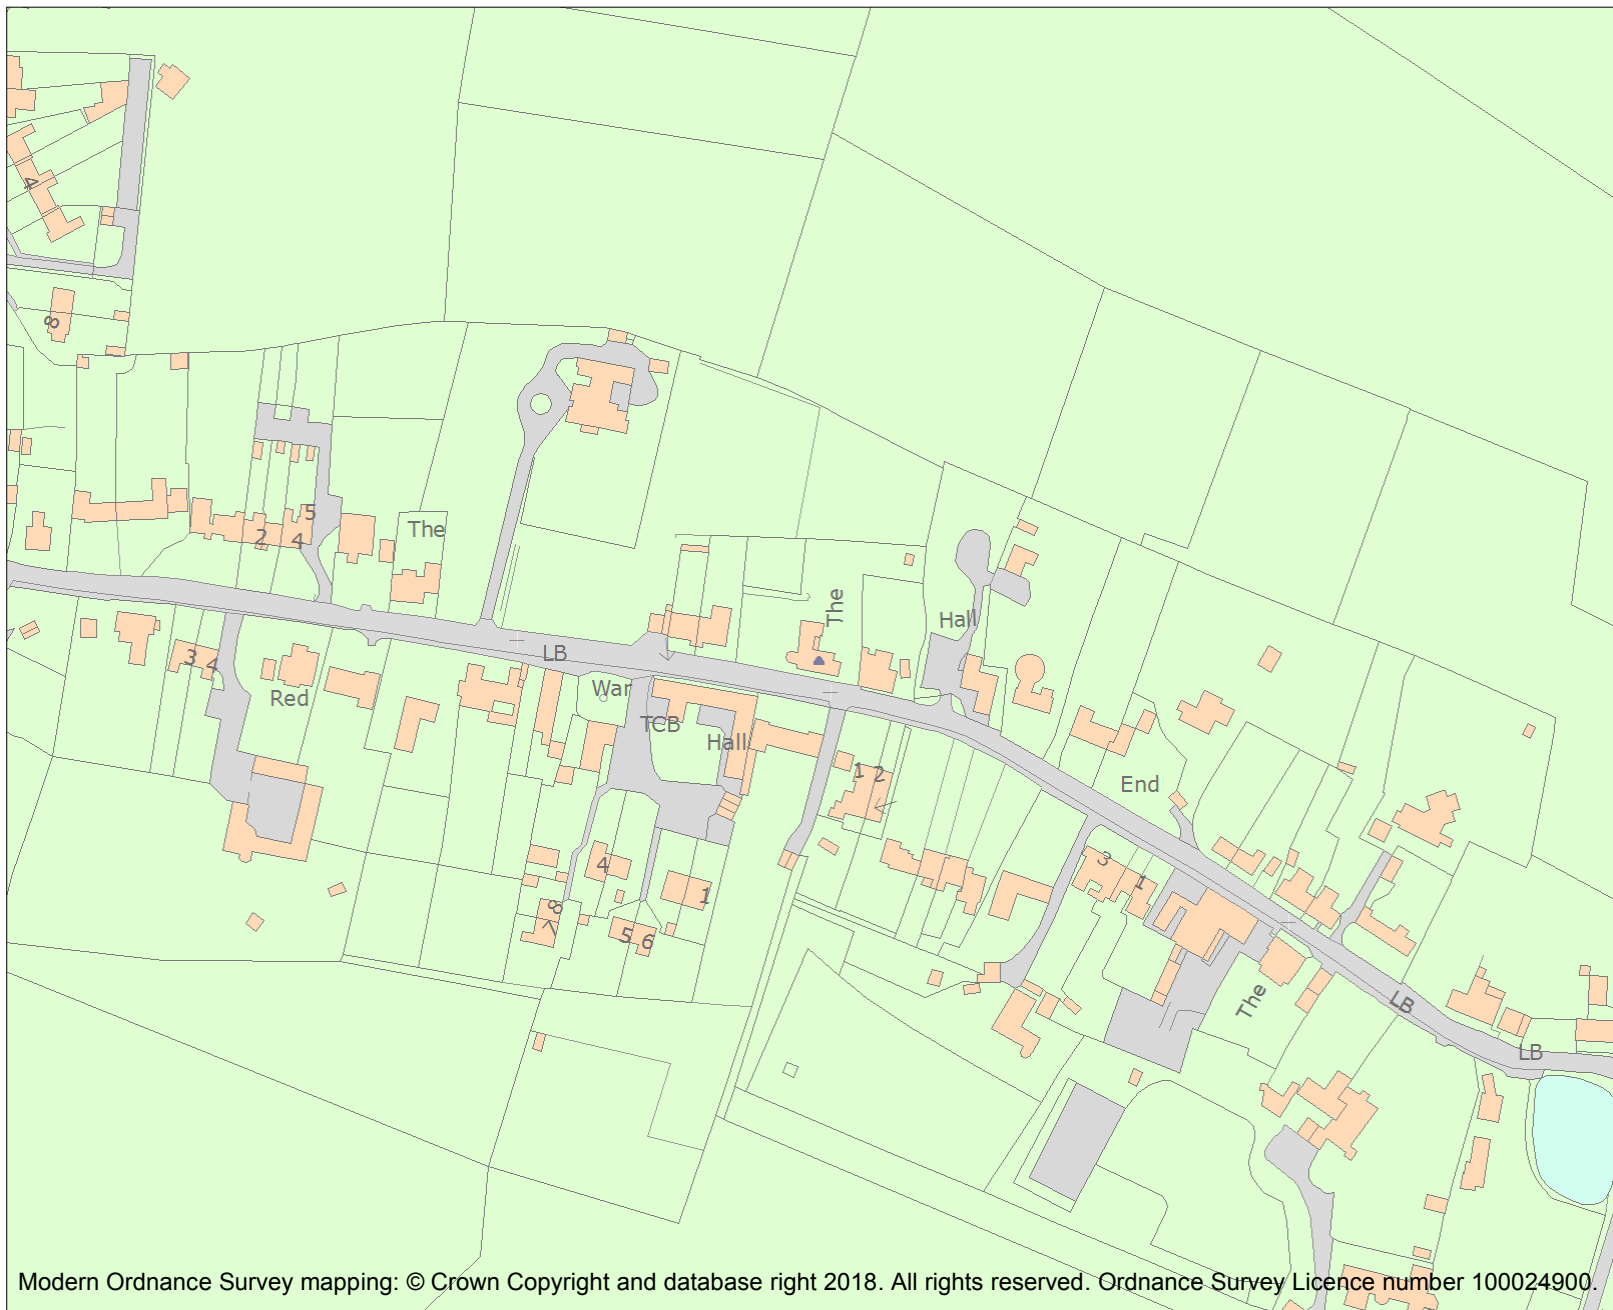 4
8
5
2
4
The
The
Hall
3
4
LB
Red
War
TCB
Hall
1
2
End
3
1
4
1
8
7
5
6
The
LB
LB
Modern Ordnance Survey mapping: © Crown Copyright and database right 2018. All rights reserved. Ordnance Survey Licence number 100024900.